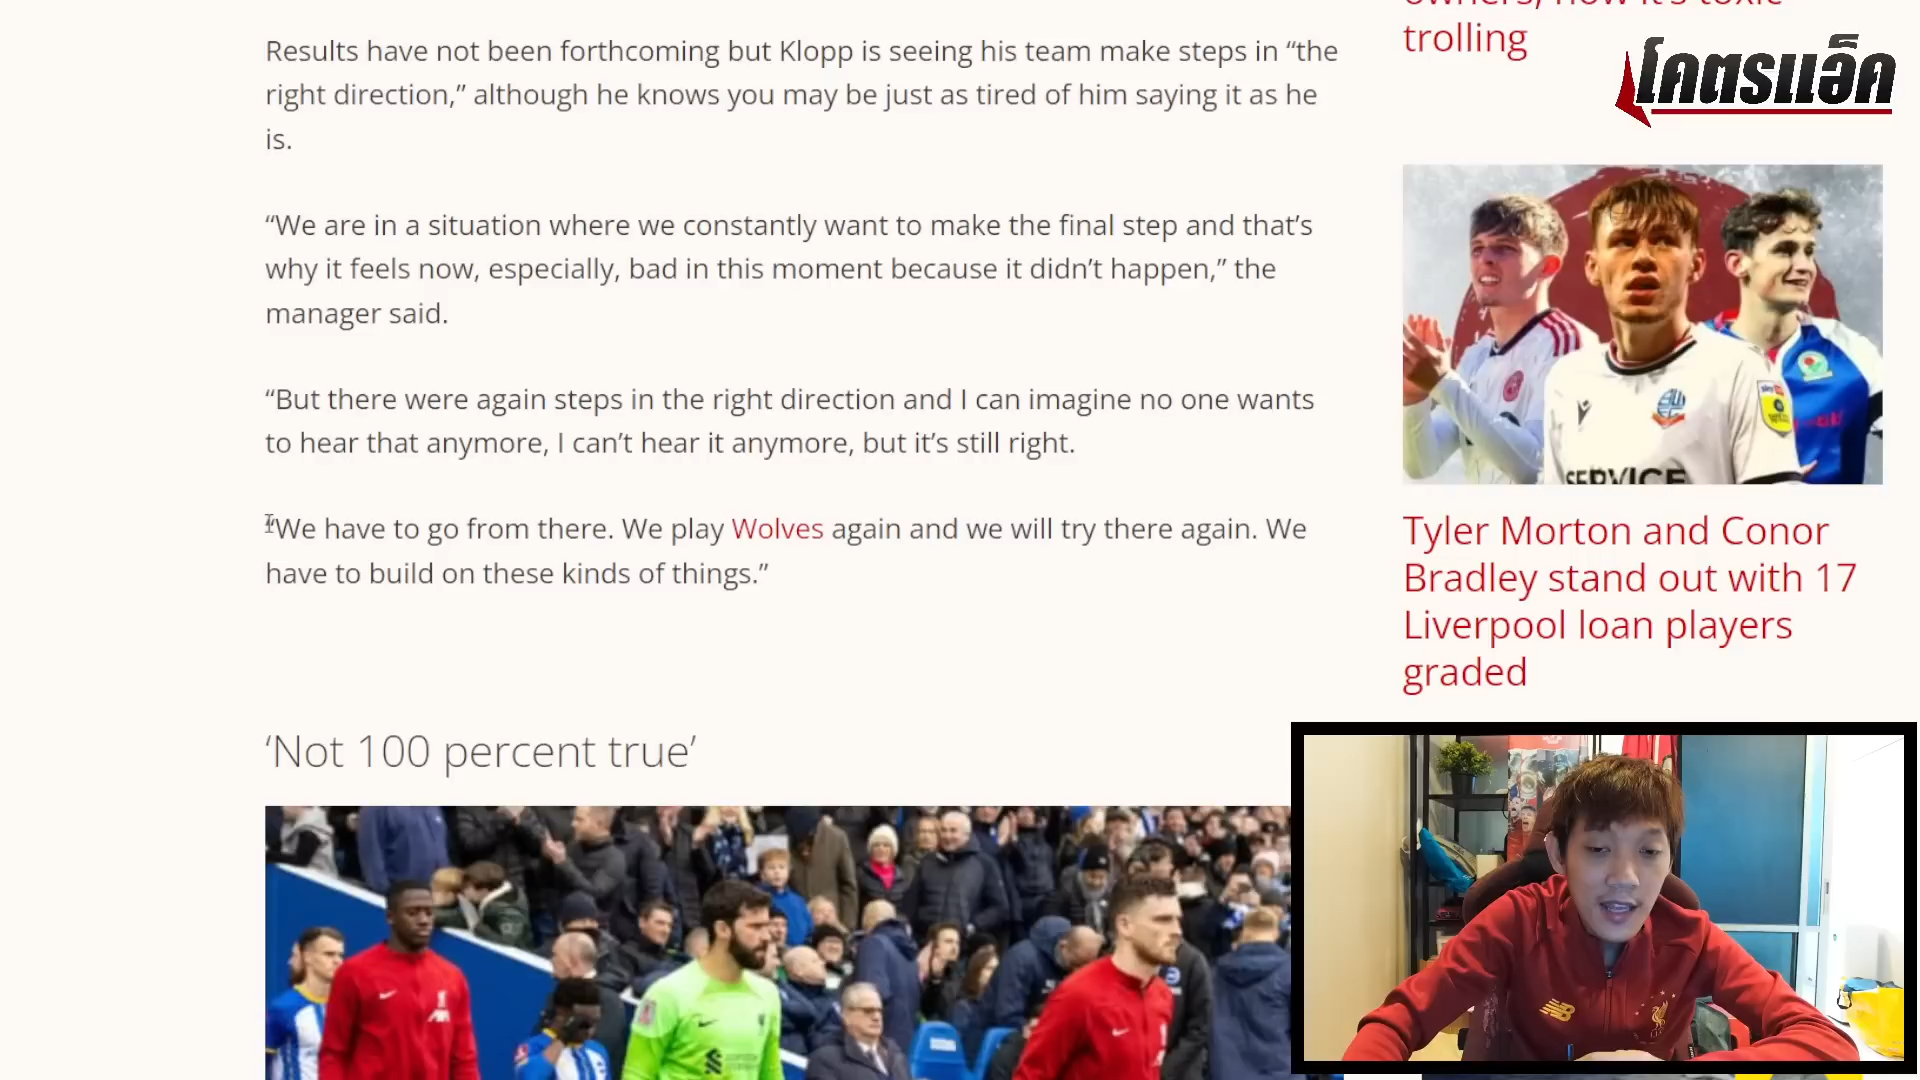 Results have not been forthcoming but Klopp is seeing his team make steps in “the
right direction,” although he knows you may be just as tired of him saying it as he
is.
“We are in a situation where we constantly want to make the final step and that’s
why it feels now, especially, bad in this moment because it didn’t happen,” the
manager said.
“But there were again steps in the right direction and I can imagine no one wants
to hear that anymore, I can’t hear it anymore, but it’s still right.
“We have to go from there. We play Wolves again and we will try there again. We
have to build on these kinds of things.”
‘Not 100 percent true’
owners, now it's toxic
trolling
โคตรแอ็ค
SERVICE
Tyler Morton and Conor
Bradley stand out with 17
Liverpool loan players
graded